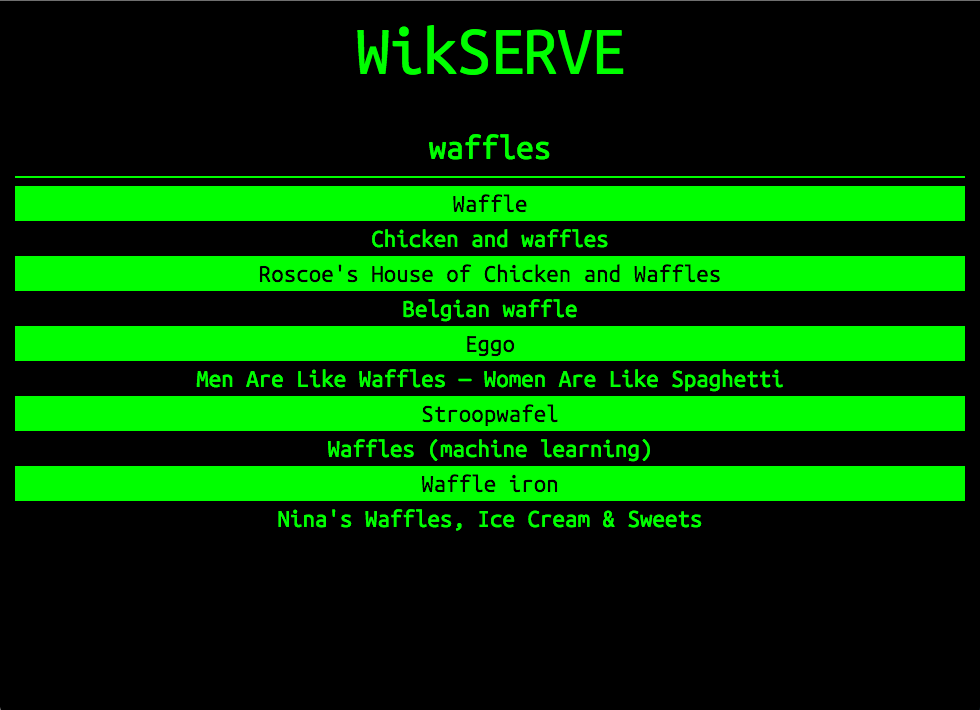 WikSERVE
waffles
Waffle
Chicken and waffles
Roscoe's House of Chicken and Waffles
Belgian waffle
Eggo
Men Are Like Waffles — Women Are Like Spaghetti
Stroopwafel
Waffles (machine learning)
Waffle iron
Nina's Waffles, Ice Cream & Sweets